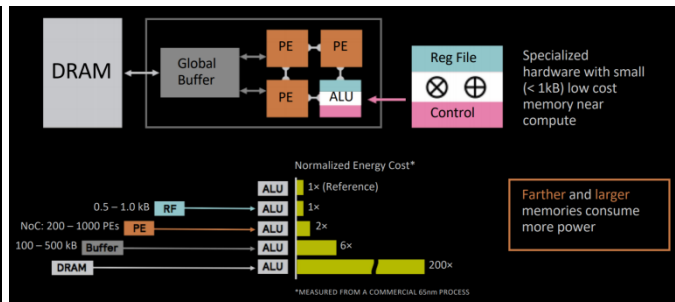 DRAM
Global
Buffer
PE
PE
PE
ALU
Reg File
Control
Specialized
hardware with small
(< 1kB) low cost
memory near
compute
Normalized Energy Cost*
ALU
1× (Reference)
0.5 – 1.0 kB
RF
ALU
1×
NoC: 200 – 1000 PEs
PE
ALU
2×
100 – 500 kB
Buffer
ALU
6×
DRAM
ALU
200×
*MEASURED FROM A COMMERCIAL 65nm PROCESS
Farther and larger
memories consume
more power